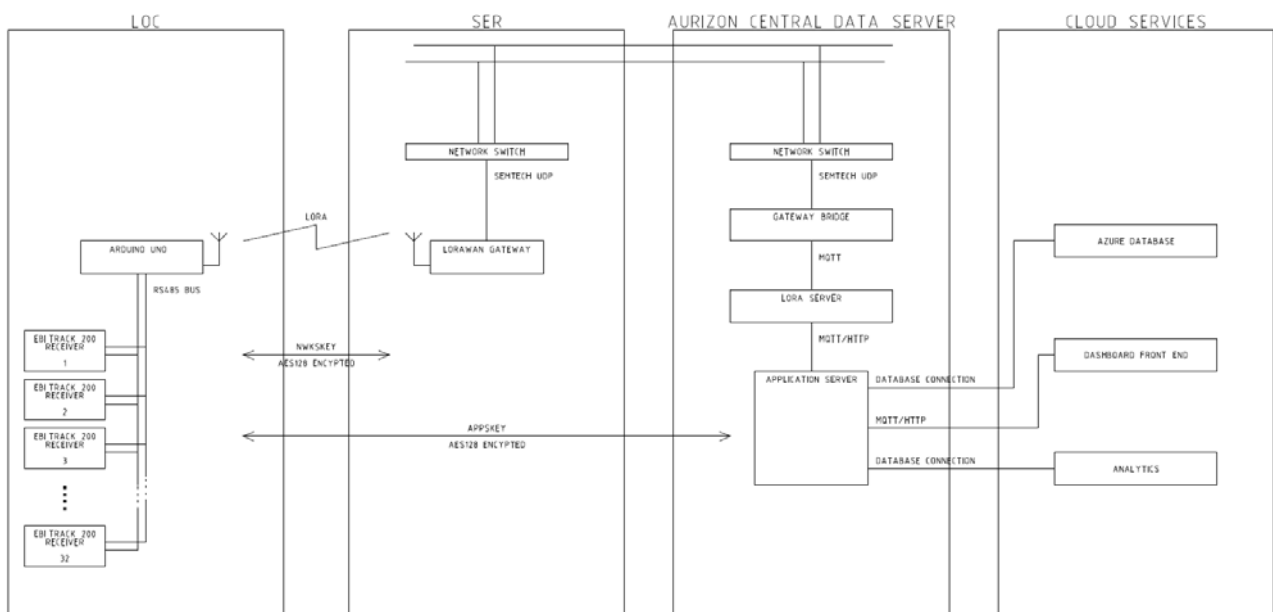 LOC
SER
AURIZON CENTRAL DATA SERVER
CLOUD SERVICES
NETWORK SWITCH
NETWORK SWITCH
SEMTECH UDP
SEMTECH UDP
LORA
GATEWAY BRIDGE
ARDUINO UNO
LORAWAN GATEWAY
AZURE DATABASE
MQTT
RS485 BUS
LORA SERVER
EBI TRACK 200
RECEIVER
1
NWKSKEY
AES128 ENCYPTED
MQTT/HTTP
DASHBOARD FRONT END
EBI TRACK 200
RECEIVER
2
APPLICATION SERVER
DATABASE CONNECTION
MQTT/HTTP
EBI TRACK 200
RECEIVER
3
APPSKEY
AES128 ENCYPTED
DATABASE CONNECTION
ANALYTICS
EBI TRACK 200
RECEIVER
32